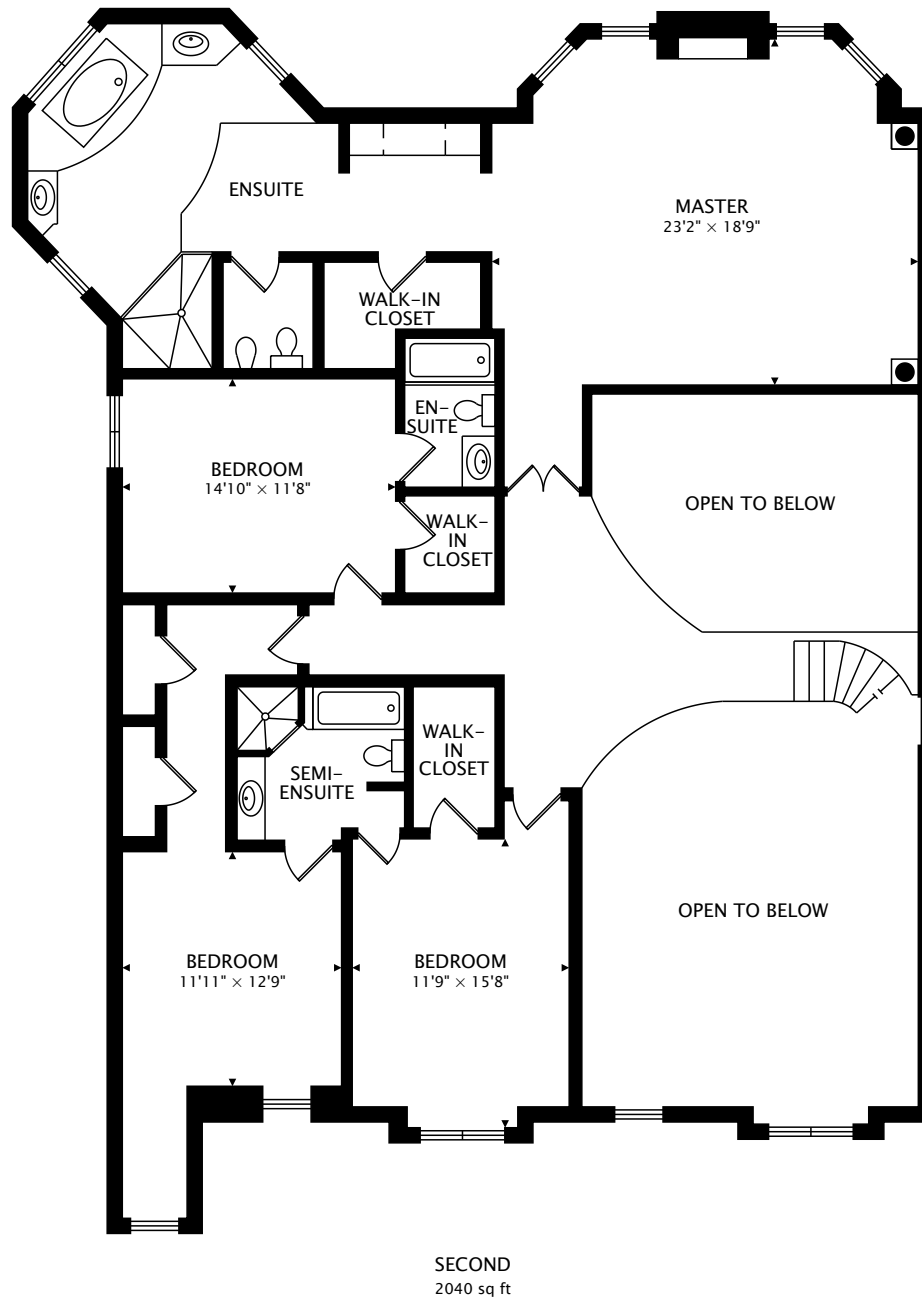 ENSUITE
MASTER
23'2" × 18'9"
WALK-IN
CLOSET
EN-
SUITE
BEDROOM
14'10" × 11'8"
OPEN TO BELOW
WALK-
IN
CLOSET
WALK-
IN
CLOSET
SEMI-
ENSUITE
OPEN TO BELOW
BEDROOM
11'11" × 12'9"
BEDROOM
11'9" × 15'8"
SECOND
2040 sq ft